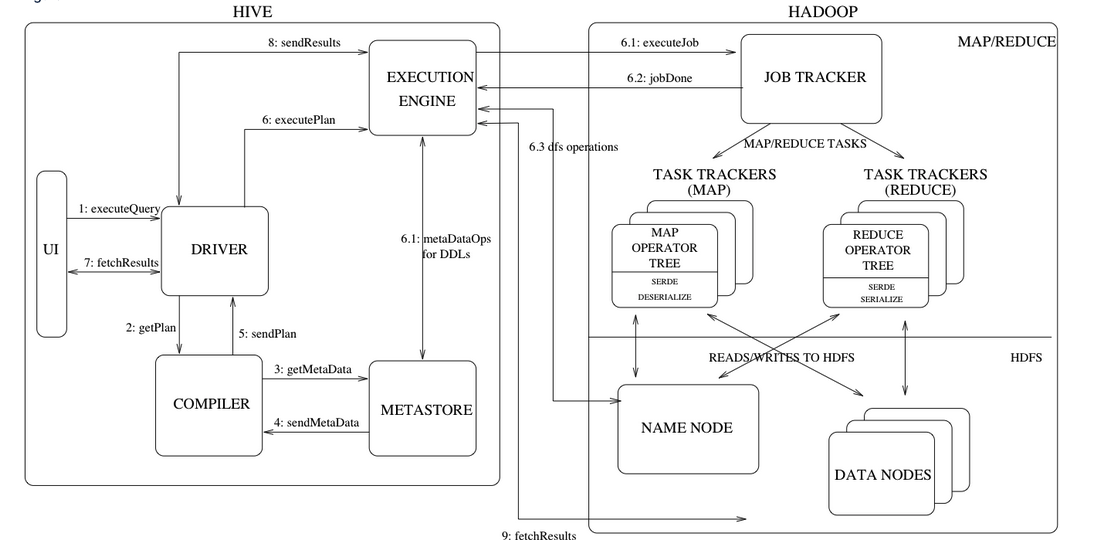 HIVE
HADOOP
8: sendResults
EXECUTION
ENGINE
6.1: executeJob
6.2: jobDone
JOB TRACKER
MAP/REDUCE
6: executePlan
6.3 dfs operations
MAP/REDUCE TASKS
TASK TRACKERS
(MAP)
TASK TRACKERS
(REDUCE)
1: executeQuery
UI
DRIVER
7: fetchResults
6.1: metaDataOps
for DDLs
MAP
OPERATOR
TREE
SERDE
DESERIALIZE
REDUCE
OPERATOR
TREE
SERDE
SERIALIZE
2: getPlan
5: sendPlan
READS/WRITES TO HDFS
HDFS
3: getMetaData
COMPILER
METASTORE
4: sendMetaData
NAME NODE
DATA NODES
9: fetchResults